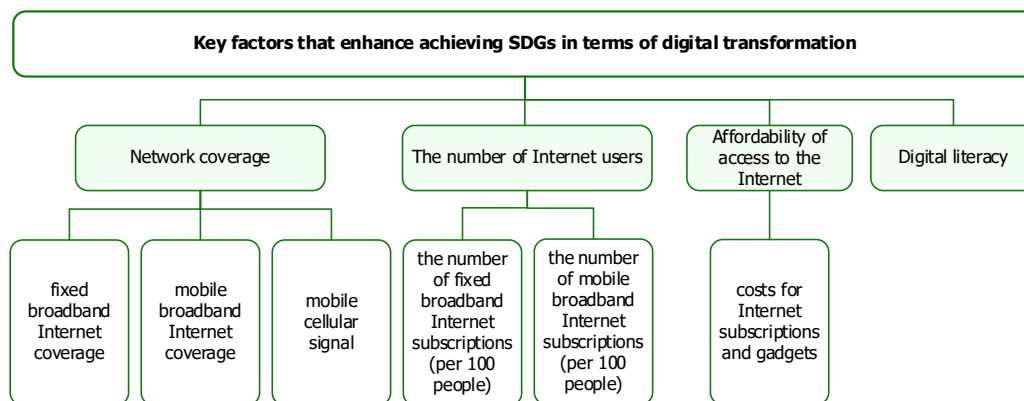 Key factors that enhance achieving SDGs in terms of digital transformation
Network coverage
The number of Internet users
Affordability of
access to the
Internet
Digital literacy
fixed
broadband
Internet
coverage
mobile
broadband
Internet
coverage
mobile
cellular
signal
the number
of fixed
broadband
Internet
subscriptions
(per 100
people)
the number
of mobile
broadband
Internet
subscriptions
(per 100
people)
costs for
Internet
subscriptions
and gadgets